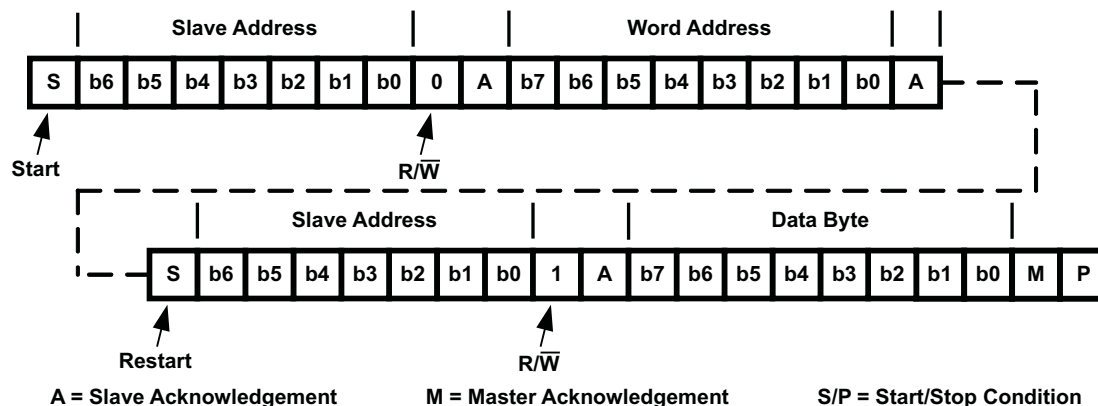 Slave Address Word Address
S b6 b5 b4 b3 b2 b1 b0 0 A b7 b6 b5 b4 b3 b2 b1 b0 A
Start R/W̅
Slave Address Data Byte
S b6 b5 b4 b3 b2 b1 b0 1 A b7 b6 b5 b4 b3 b2 b1 b0 M P
Restart R/W̅
A = Slave Acknowledgement M = Master Acknowledgement S/P = Start/Stop Condition